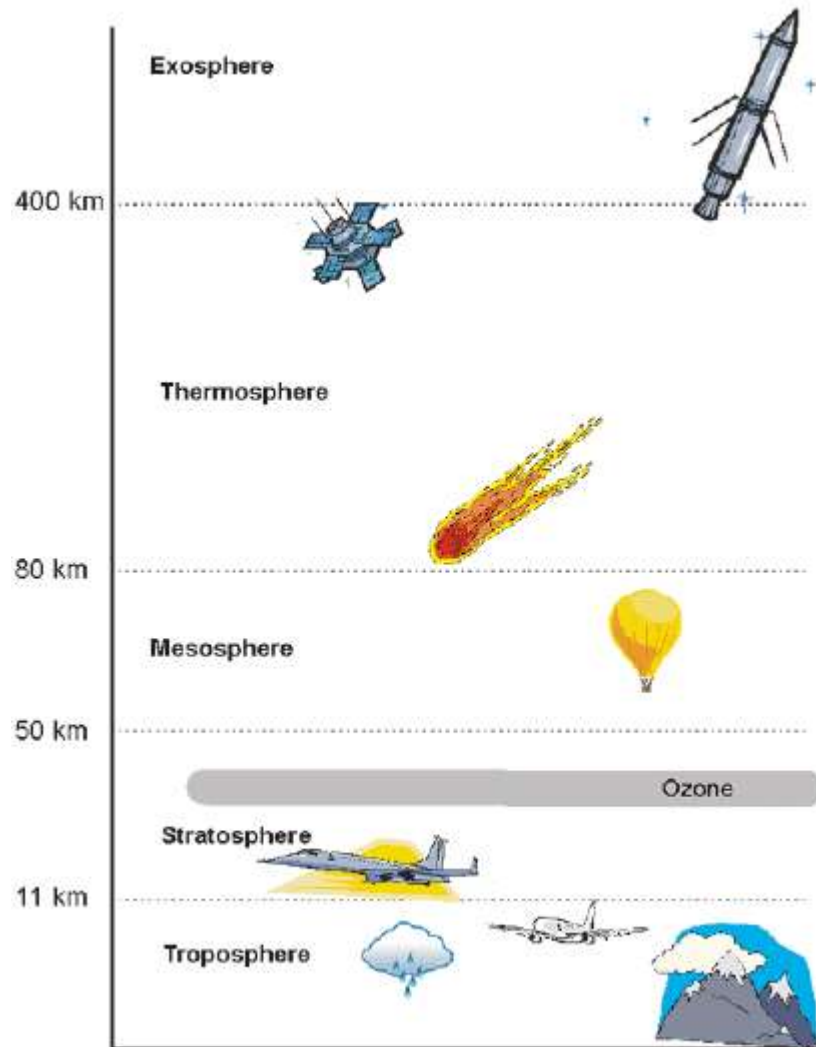 Exosphere
400 km
Thermosphere
80 km
Mesosphere
50 km
Ozone
Stratosphere
11 km
Troposphere